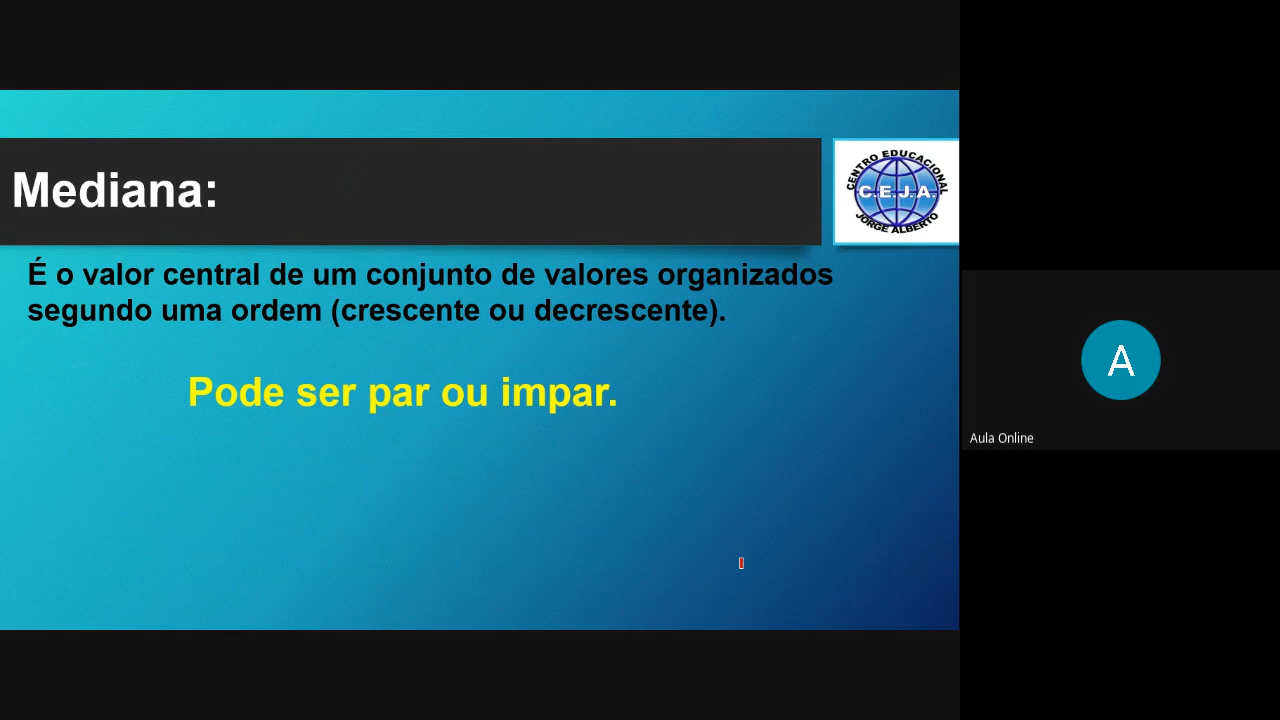 Mediana:
CENTRO EDUCACIONAL
C.E.J.A.
JORGE ALBERTO
É o valor central de um conjunto de valores organizados
segundo uma ordem (crescente ou decrescente).
Pode ser par ou impar.
A
Aula Online